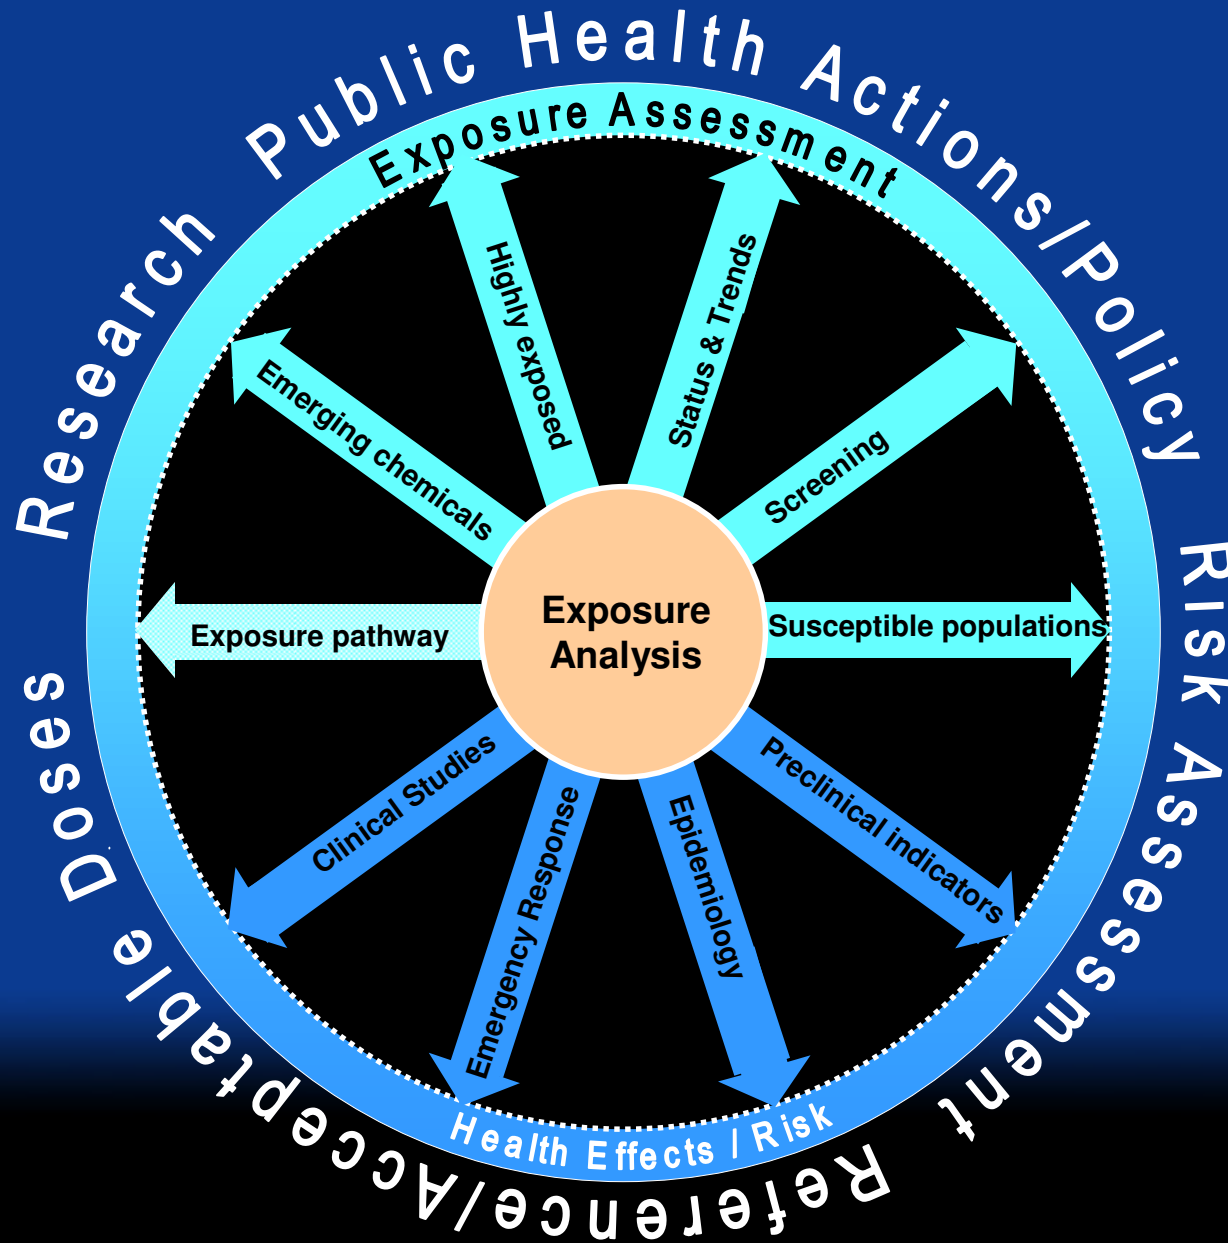 Research
Public Health Actions/Policy
Risk Assessment
Reference/Acceptable Doses
Exposure Assessment
Highly exposed
Status & Trends
Emerging chemicals
Screening
Exposure pathway
Exposure
Analysis
Susceptible populations
Clinical Studies
Emergency Response
Epidemiology
Preclinical indicators
Health Effects / Risk